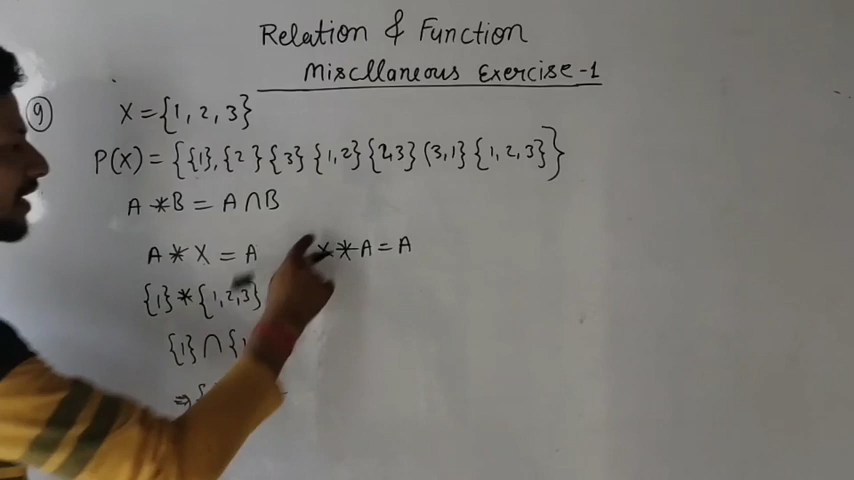 Relation & Function
Miscllaneous Exercise-1
9 X={1, 2, 3}
P(X)={{1},{2}{3}{1,2}{2,3}(3,1}{1,2,3}}
A*B = A∩B
A*X = A X*A=A
{1}*{1,2,3}
{1}∩{1
⇒{